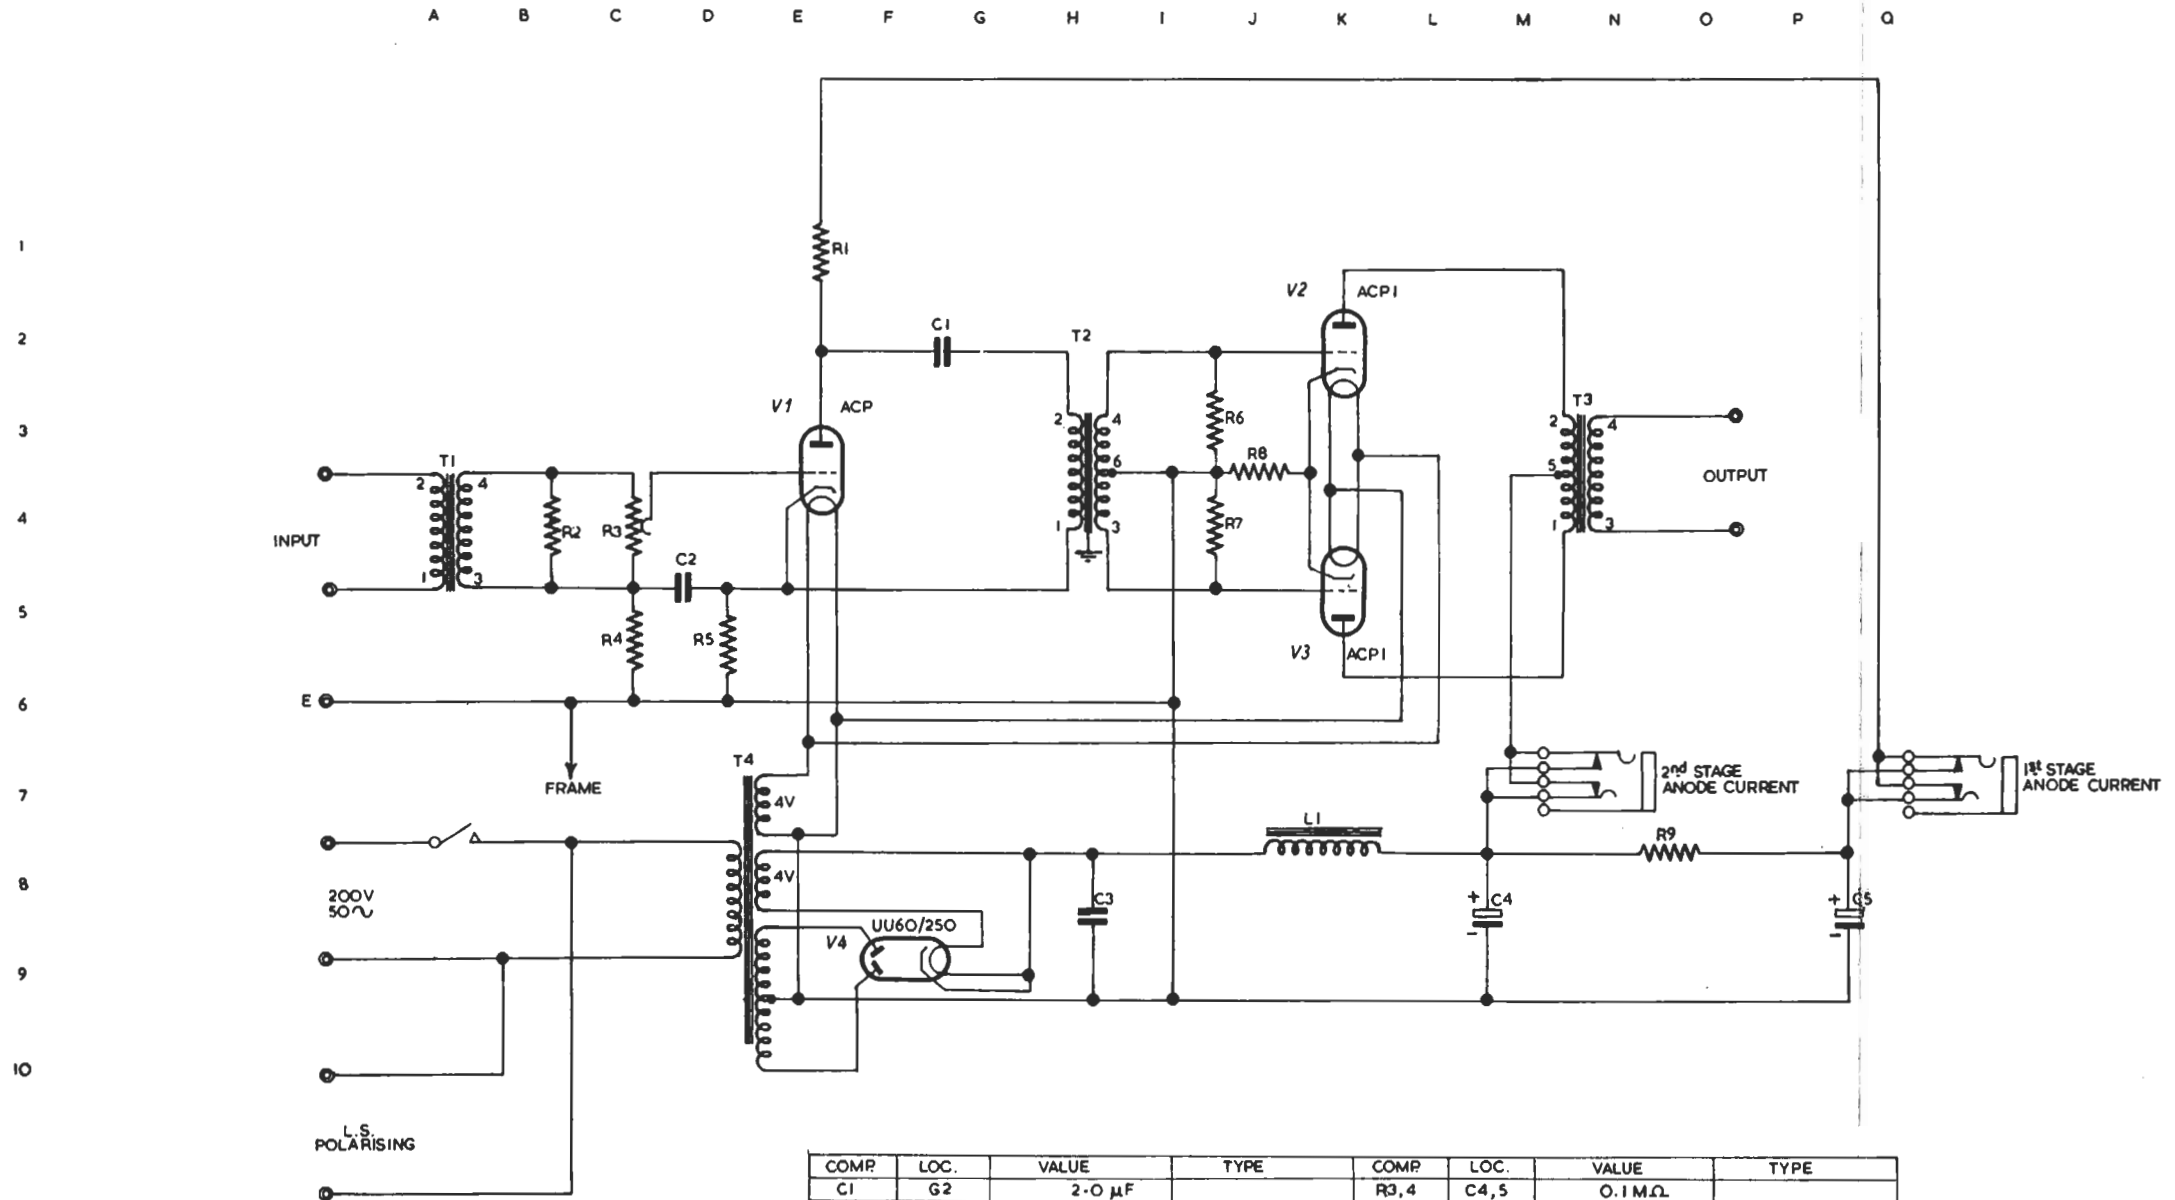 A B C D E F G H I J K L M N O P Q
1
R1
V2 ACP1
2
C1
T2
V1 ACP
T3
3
2 4
R6
2 4
T1
6
R8
5
OUTPUT
2 4
4
R2
R3
1 3
R7
1 3
INPUT
C2
1 3
5
R4
R5
V3 ACP1
E
6
T4
FRAME
7
4V
2nd STAGE
ANODE CURRENT
1st STAGE
ANODE CURRENT
L1
R9
8
200V
50~
4V
C3
+ C4
-
+ C5
-
V4
UU60/250
9
10
L.S.
POLARISING
COMP. LOC. VALUE TYPE COMP. LOC. VALUE TYPE
C1 G2 2·0 µF R3,4 C4,5 0.1MΩ